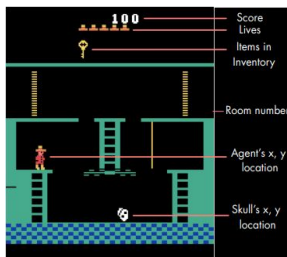 100
Score
Lives
Items in
Inventory
Room number
Agent's x, y
location
Skull's x, y
location